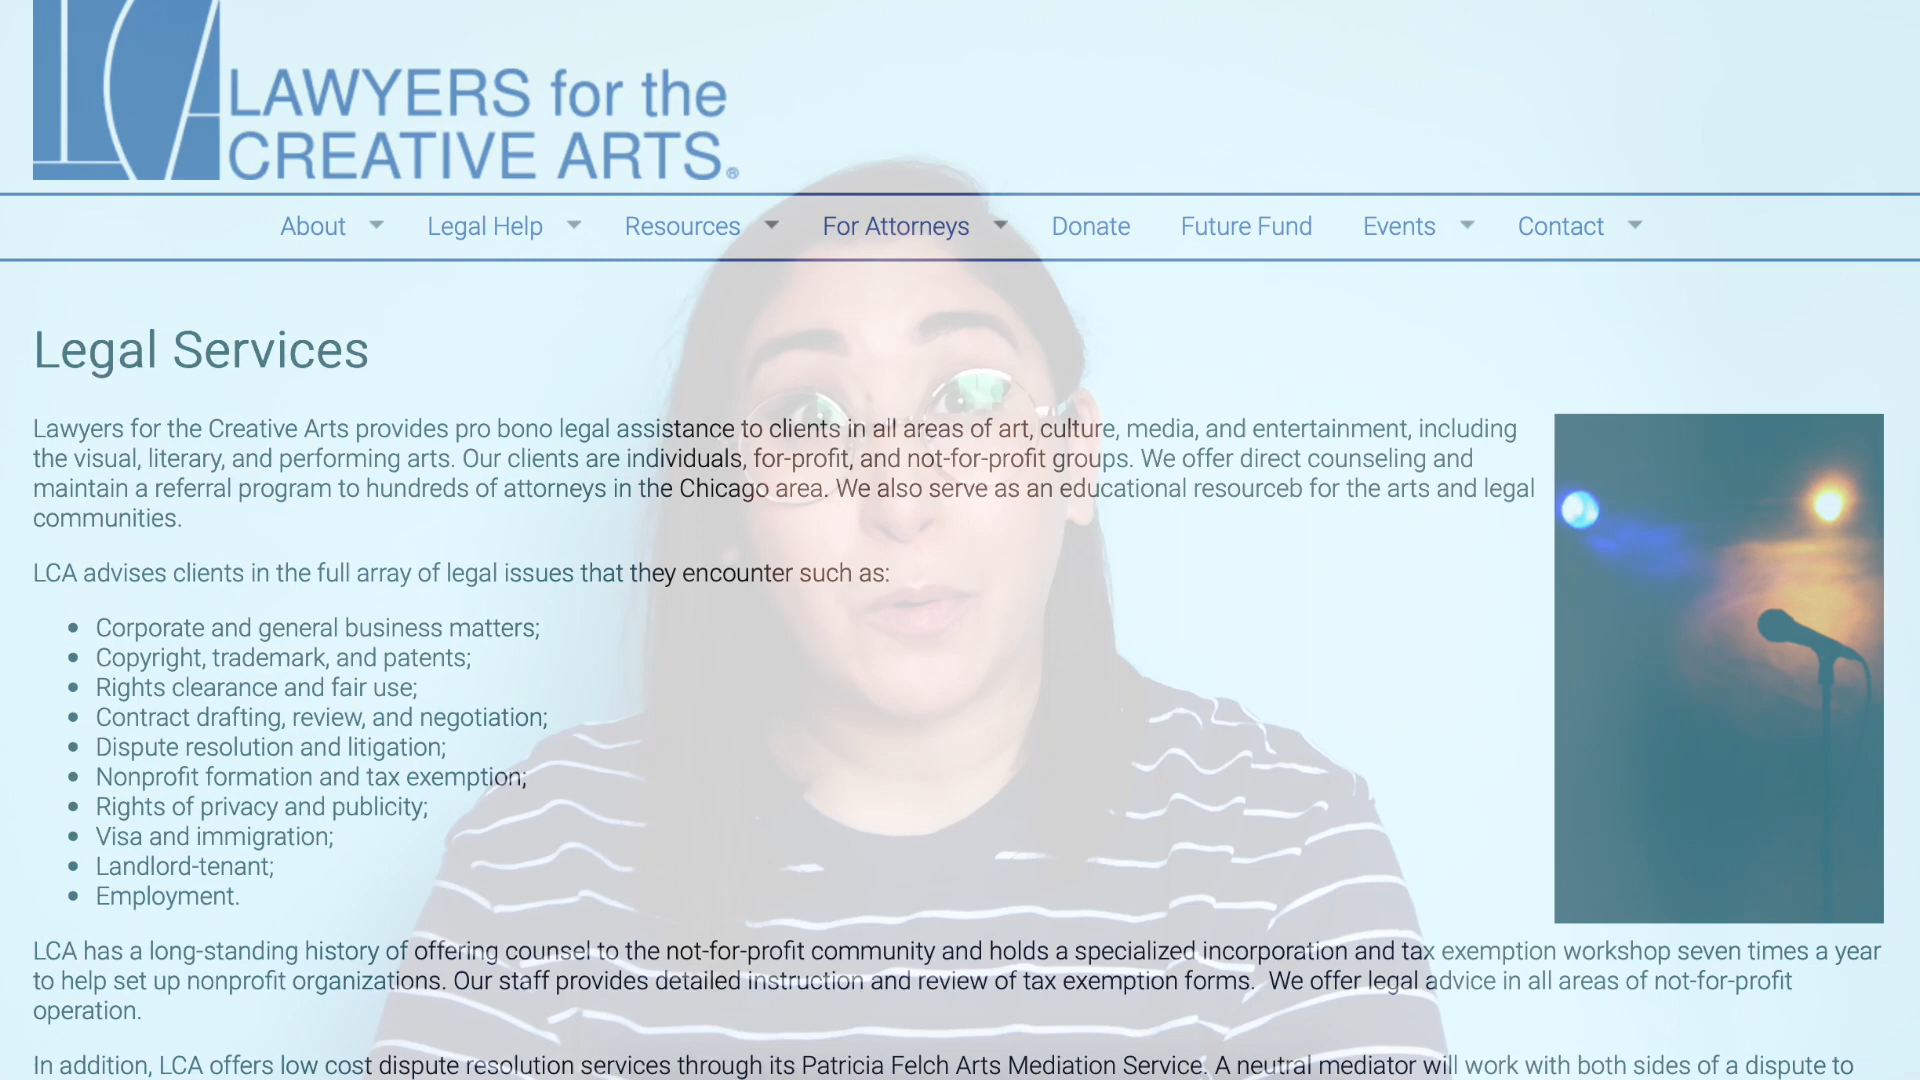 LCA
LAWYERS for the
CREATIVE ARTS.®
About Legal Help Resources For Attorneys Donate Future Fund Events Contact
Legal Services
Lawyers for the Creative Arts provides pro bono legal assistance to clients in all areas of art, culture, media, and entertainment, including
the visual, literary, and performing arts. Our clients are individuals, for-profit, and not-for-profit groups. We offer direct counseling and
maintain a referral program to hundreds of attorneys in the Chicago area. We also serve as an educational resourceb for the arts and legal
communities.
LCA advises clients in the full array of legal issues that they encounter such as:
• Corporate and general business matters;
• Copyright, trademark, and patents;
• Rights clearance and fair use;
• Contract drafting, review, and negotiation;
• Dispute resolution and litigation;
• Nonprofit formation and tax exemption;
• Rights of privacy and publicity;
• Visa and immigration;
• Landlord-tenant;
• Employment.
LCA has a long-standing history of offering counsel to the not-for-profit community and holds a specialized incorporation and tax exemption workshop seven times a year
to help set up nonprofit organizations. Our staff provides detailed instruction and review of tax exemption forms. We offer legal advice in all areas of not-for-profit
operation.
In addition, LCA offers low cost dispute resolution services through its Patricia Felch Arts Mediation Service. A neutral mediator will work with both sides of a dispute to